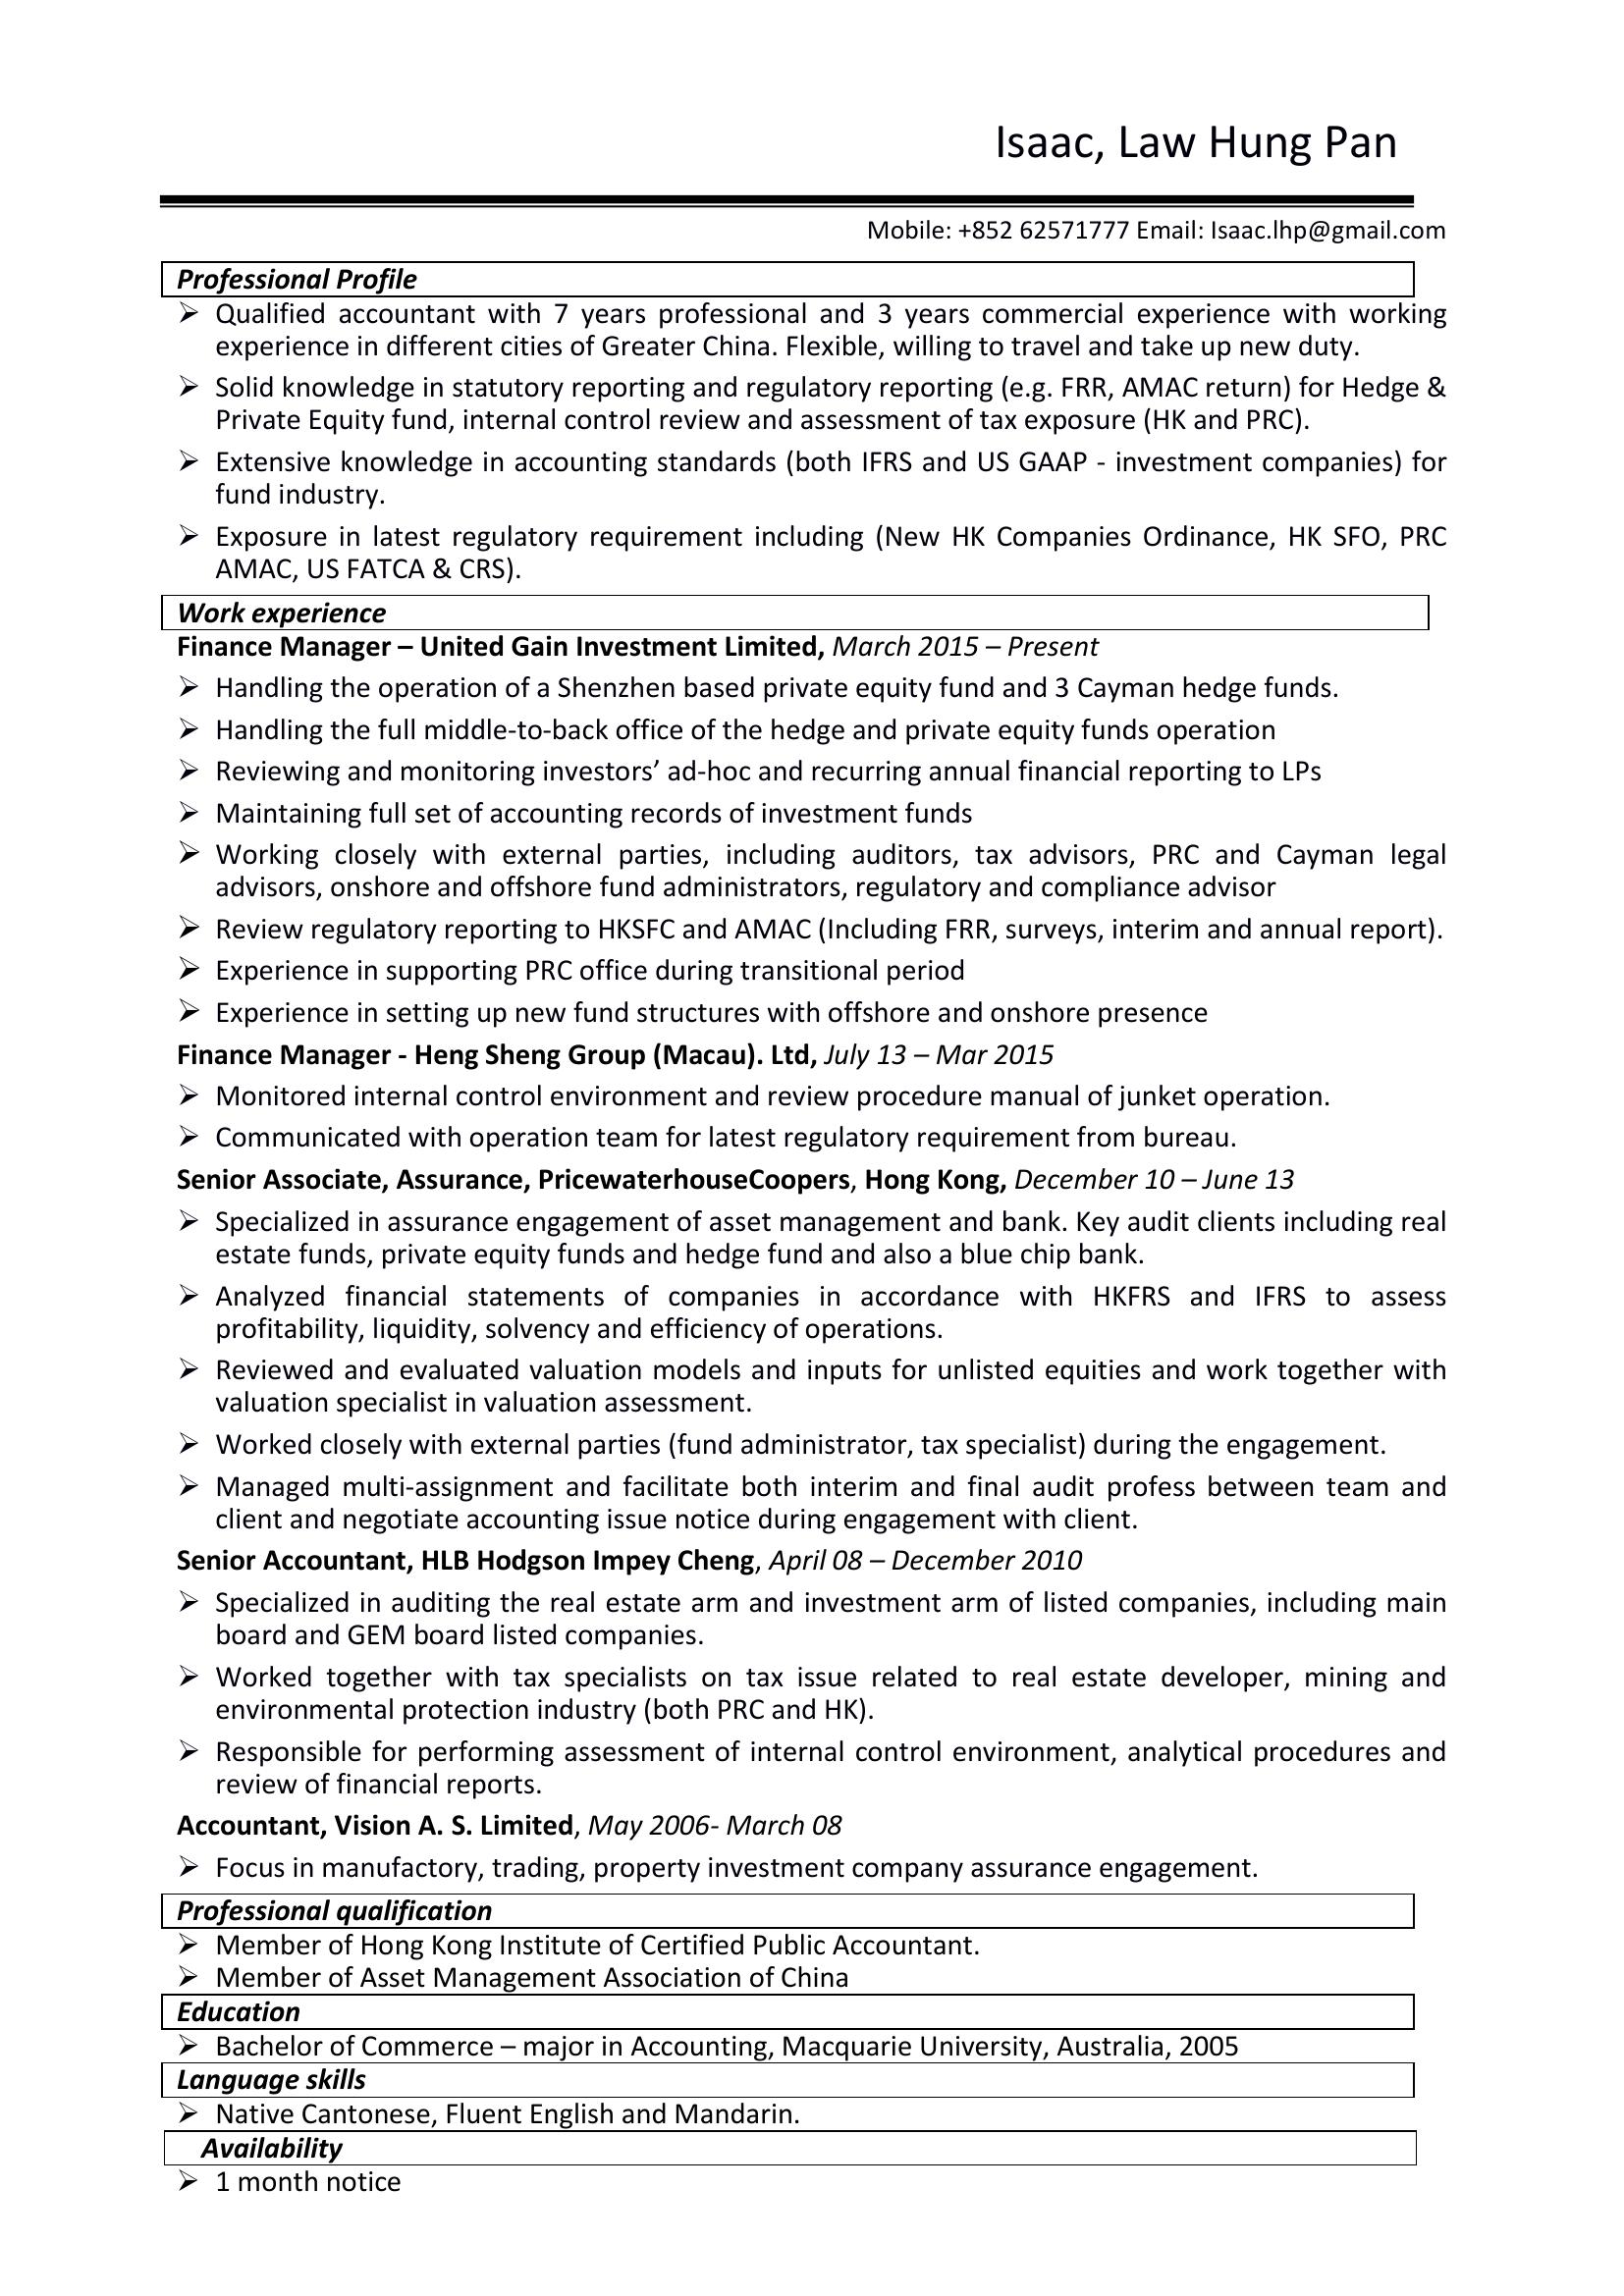 Isaac, Law Hung Pan
Mobile: +852 62571777 Email: Isaac.lhp@gmail.com
Professional Profile
➢ Qualified accountant with 7 years professional and 3 years commercial experience with working
experience in different cities of Greater China. Flexible, willing to travel and take up new duty.
➢ Solid knowledge in statutory reporting and regulatory reporting (e.g. FRR, AMAC return) for Hedge &
Private Equity fund, internal control review and assessment of tax exposure (HK and PRC).
➢ Extensive knowledge in accounting standards (both IFRS and US GAAP - investment companies) for
fund industry.
➢ Exposure in latest regulatory requirement including (New HK Companies Ordinance, HK SFO, PRC
AMAC, US FATCA & CRS).
Work experience
Finance Manager – United Gain Investment Limited, March 2015 – Present
➢ Handling the operation of a Shenzhen based private equity fund and 3 Cayman hedge funds.
➢ Handling the full middle-to-back office of the hedge and private equity funds operation
➢ Reviewing and monitoring investors’ ad-hoc and recurring annual financial reporting to LPs
➢ Maintaining full set of accounting records of investment funds
➢ Working closely with external parties, including auditors, tax advisors, PRC and Cayman legal
advisors, onshore and offshore fund administrators, regulatory and compliance advisor
➢ Review regulatory reporting to HKSFC and AMAC (Including FRR, surveys, interim and annual report).
➢ Experience in supporting PRC office during transitional period
➢ Experience in setting up new fund structures with offshore and onshore presence
Finance Manager - Heng Sheng Group (Macau). Ltd, July 13 – Mar 2015
➢ Monitored internal control environment and review procedure manual of junket operation.
➢ Communicated with operation team for latest regulatory requirement from bureau.
Senior Associate, Assurance, PricewaterhouseCoopers, Hong Kong, December 10 – June 13
➢ Specialized in assurance engagement of asset management and bank. Key audit clients including real
estate funds, private equity funds and hedge fund and also a blue chip bank.
➢ Analyzed financial statements of companies in accordance with HKFRS and IFRS to assess
profitability, liquidity, solvency and efficiency of operations.
➢ Reviewed and evaluated valuation models and inputs for unlisted equities and work together with
valuation specialist in valuation assessment.
➢ Worked closely with external parties (fund administrator, tax specialist) during the engagement.
➢ Managed multi-assignment and facilitate both interim and final audit profess between team and
client and negotiate accounting issue notice during engagement with client.
Senior Accountant, HLB Hodgson Impey Cheng, April 08 – December 2010
➢ Specialized in auditing the real estate arm and investment arm of listed companies, including main
board and GEM board listed companies.
➢ Worked together with tax specialists on tax issue related to real estate developer, mining and
environmental protection industry (both PRC and HK).
➢ Responsible for performing assessment of internal control environment, analytical procedures and
review of financial reports.
Accountant, Vision A. S. Limited, May 2006- March 08
➢ Focus in manufactory, trading, property investment company assurance engagement.
Professional qualification
➢ Member of Hong Kong Institute of Certified Public Accountant.
➢ Member of Asset Management Association of China
Education
➢ Bachelor of Commerce – major in Accounting, Macquarie University, Australia, 2005
Language skills
➢ Native Cantonese, Fluent English and Mandarin.
Availability
➢ 1 month notice